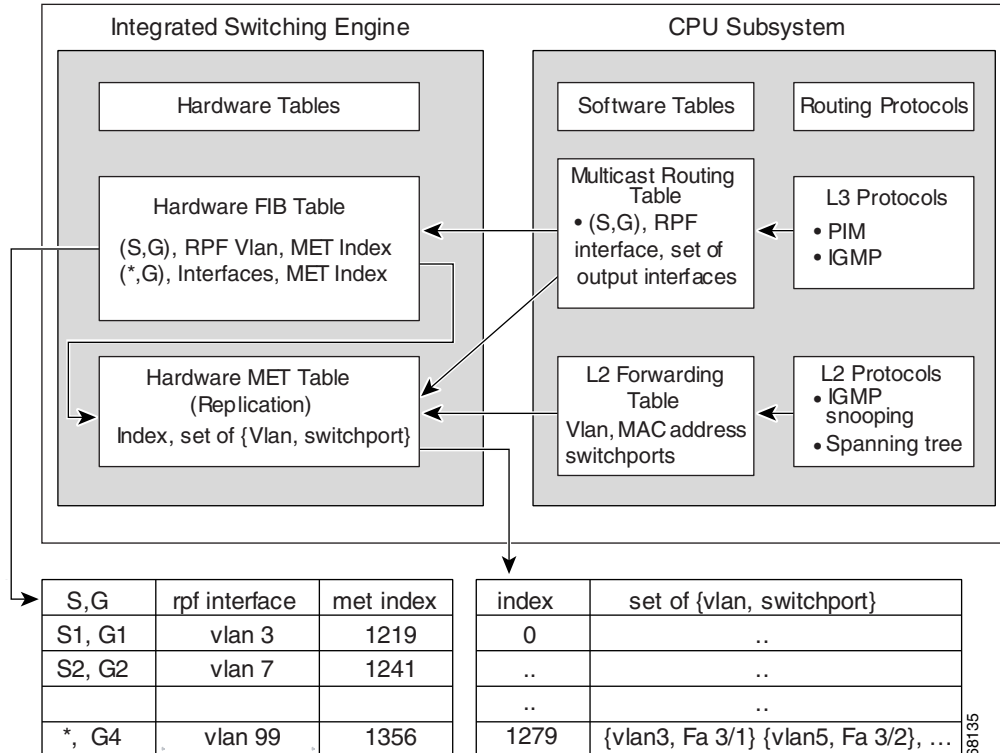 Integrated Switching Engine
CPU Subsystem
Hardware Tables
Software Tables
Routing Protocols
Hardware FIB Table
(S,G), RPF Vlan, MET Index
(*,G), Interfaces, MET Index
Multicast Routing
Table
• (S,G), RPF
interface, set of
output interfaces
L3 Protocols
• PIM
• IGMP
Hardware MET Table
(Replication)
Index, set of {Vlan, switchport}
L2 Forwarding
Table
Vlan, MAC address
switchports
L2 Protocols
• IGMP
snooping
• Spanning tree
S,G rpf interface met index
S1, G1 vlan 3 1219
S2, G2 vlan 7 1241
*, G4 vlan 99 1356
index set of {vlan, switchport}
0 ..
.. ..
.. ..
1279 {vlan3, Fa 3/1} {vlan5, Fa 3/2}, ...
68135